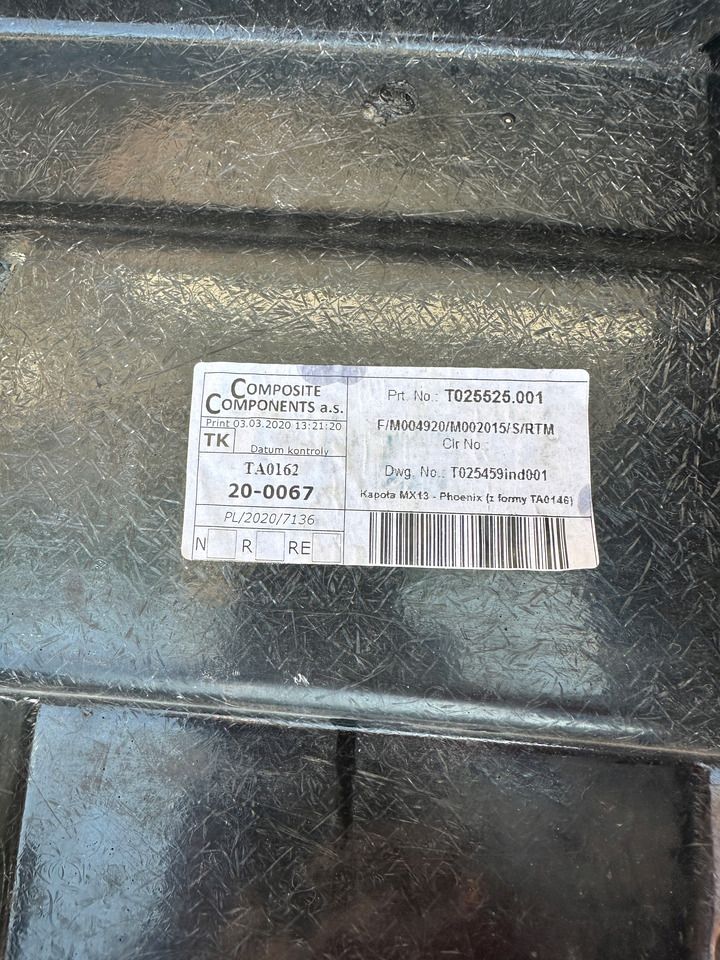 COMPOSITE
COMPONENTS a.s.
Print 03.03.2020 13:21:20
TK
Datum kontroly
TA0162
20-0067
PL/2020/7136
N R RE
Prt. No.: T025525.001
F/M004920/M002015/S/RTM
Clr No.:
Dwg. No.: T025459ind001
Kapota MX13 - Phoenix (z formy TA0146)